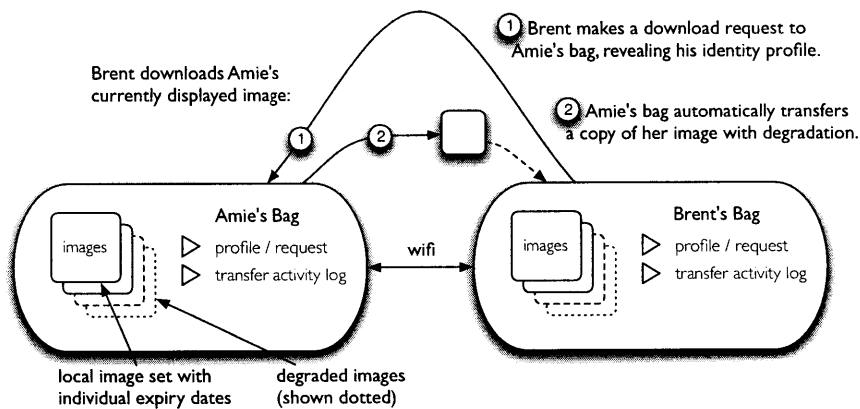 1 Brent makes a download request to
Amie's bag, revealing his identity profile.
Brent downloads Amie's
currently displayed image:
2 Amie's bag automatically transfers
a copy of her image with degradation.
1
2
Amie's Bag
images
profile / request
transfer activity log
wifi
Brent's Bag
images
profile / request
transfer activity log
local image set with
individual expiry dates
degraded images
(shown dotted)